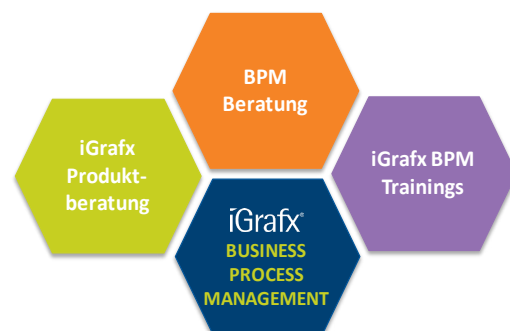 BPM
Beratung
iGrafx
Produkt-
beratung
iGrafx BPM
Trainings
iGrafx®
BUSINESS
PROCESS
MANAGEMENT